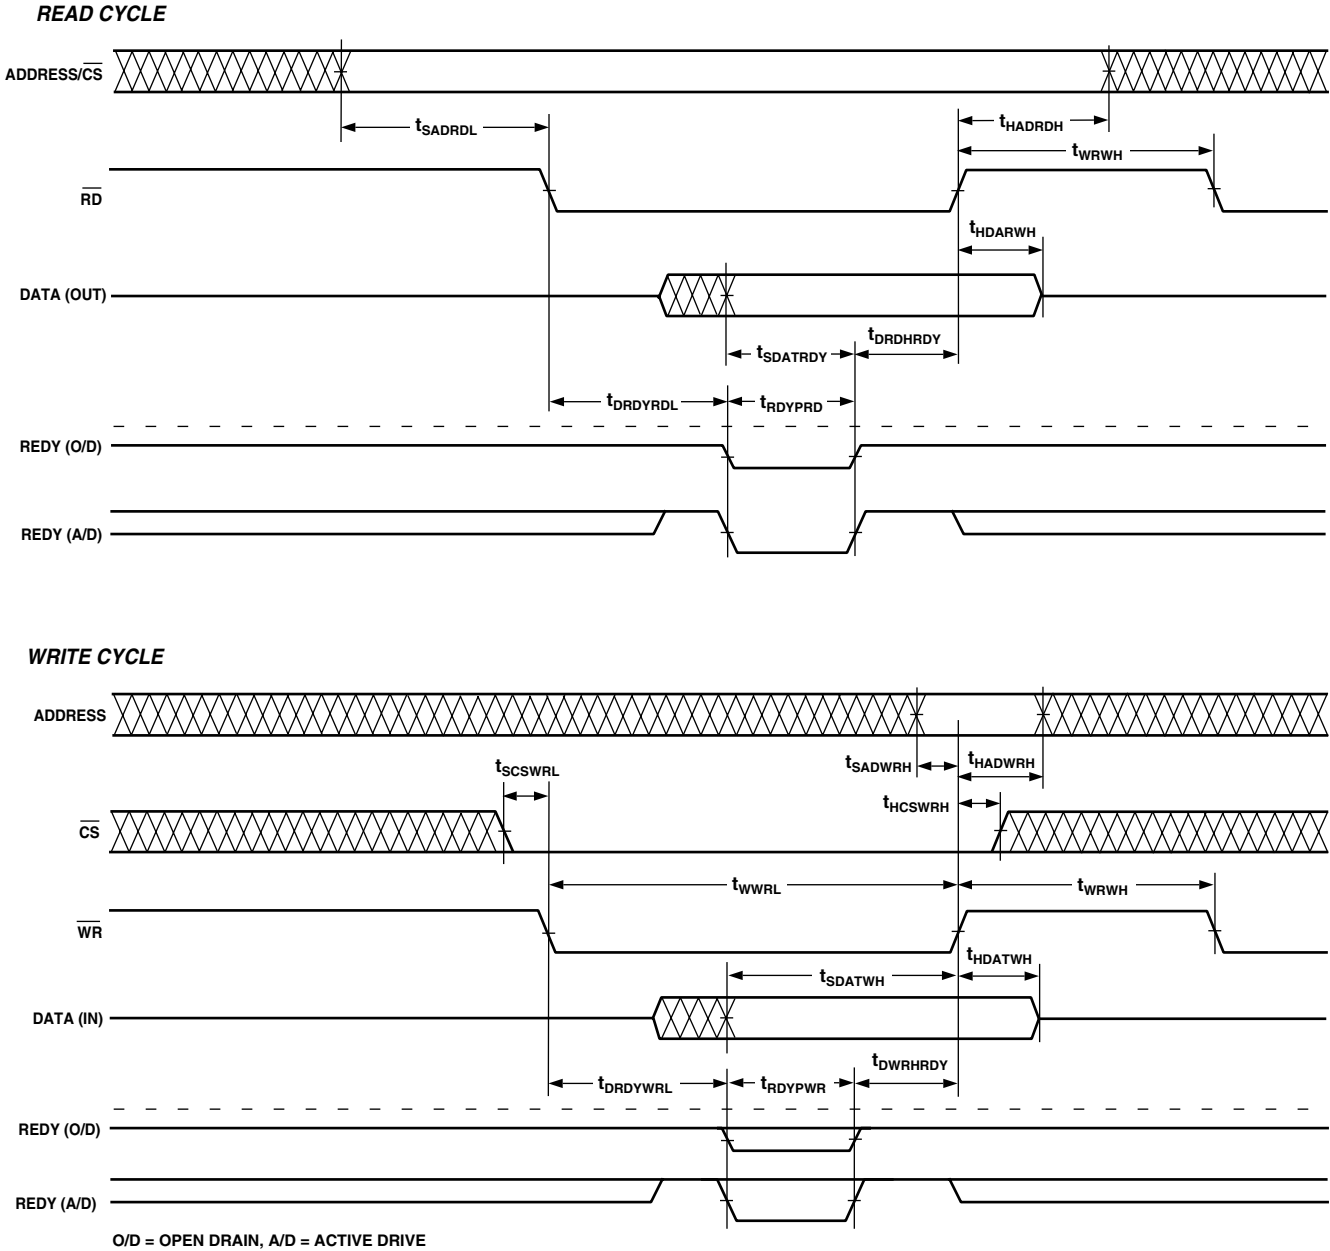 READ CYCLE
ADDRESS/CS
tSADRDL
tHADRDH
tWRWH
RD
tHDARWH
DATA (OUT)
tDRDHRDY
tSDATRDY
tDRDYRDL
tRDYPRD
REDY (O/D)
REDY (A/D)
WRITE CYCLE
ADDRESS
tSCSWRL
tSADWRH
tHADWRH
tHCSWRH
CS
tWWRL
tWRWH
WR
tHDATWH
tSDATWH
DATA (IN)
tDWRHRDY
tDRDYWRL
tRDYPWR
REDY (O/D)
REDY (A/D)
O/D = OPEN DRAIN, A/D = ACTIVE DRIVE